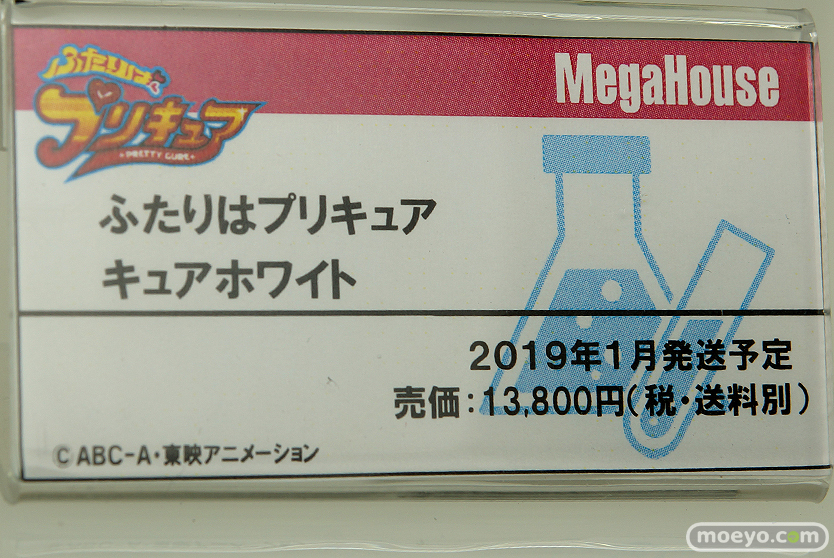 ふたりは
プリキュア
PRETTY CURE
MegaHouse
ふたりはプリキュア
キュアホワイト
2019年1月発送予定
売価:13,800円(税・送料別)
©ABC-A・東映アニメーション
moeyo.com